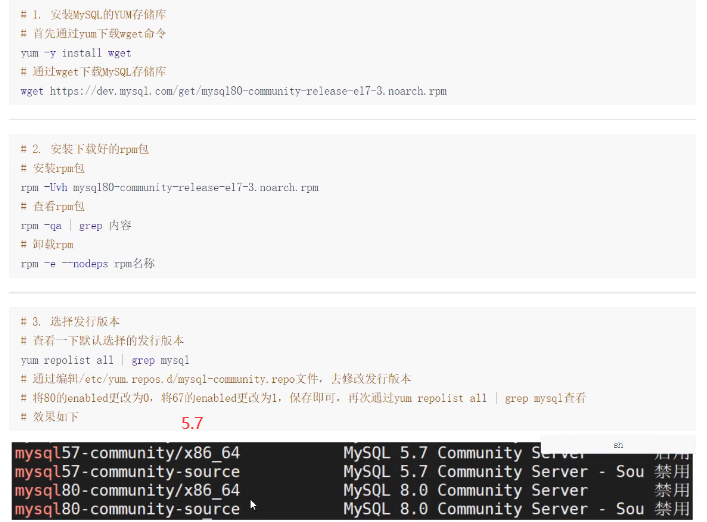 # 1. 安装MySQL的YUM存储库
# 首先通过yum下载wget命令
yum -y install wget
# 通过wget下载MySQL存储库
wget https://dev.mysql.com/get/mysql80-community-release-el7-3.noarch.rpm
# 2. 安装下载好的rpm包
# 安装rpm包
rpm -Uvh mysql80-community-release-el7-3.noarch.rpm
# 查看rpm包
rpm -qa | grep 内容
# 卸载rpm
rpm -e --nodeps rpm名称
# 3. 选择发行版本
# 查看一下默认选择的发行版本
yum repolist all | grep mysql
# 通过编辑/etc/yum.repos.d/mysql-community.repo文件，去修改发行版本
# 将80的enabled更改为0，将67的enabled更改为1，保存即可，再次通过yum repolist all | grep mysql查看
# 效果如下
5.7
sh
mysql57-community/x86_64 MySQL 5.7 Community Server 启用
mysql57-community-source MySQL 5.7 Community Server - Sou 禁用
mysql80-community/x86_64 MySQL 8.0 Community Server 禁用
mysql80-community-source MySQL 8.0 Community Server - Sou 禁用